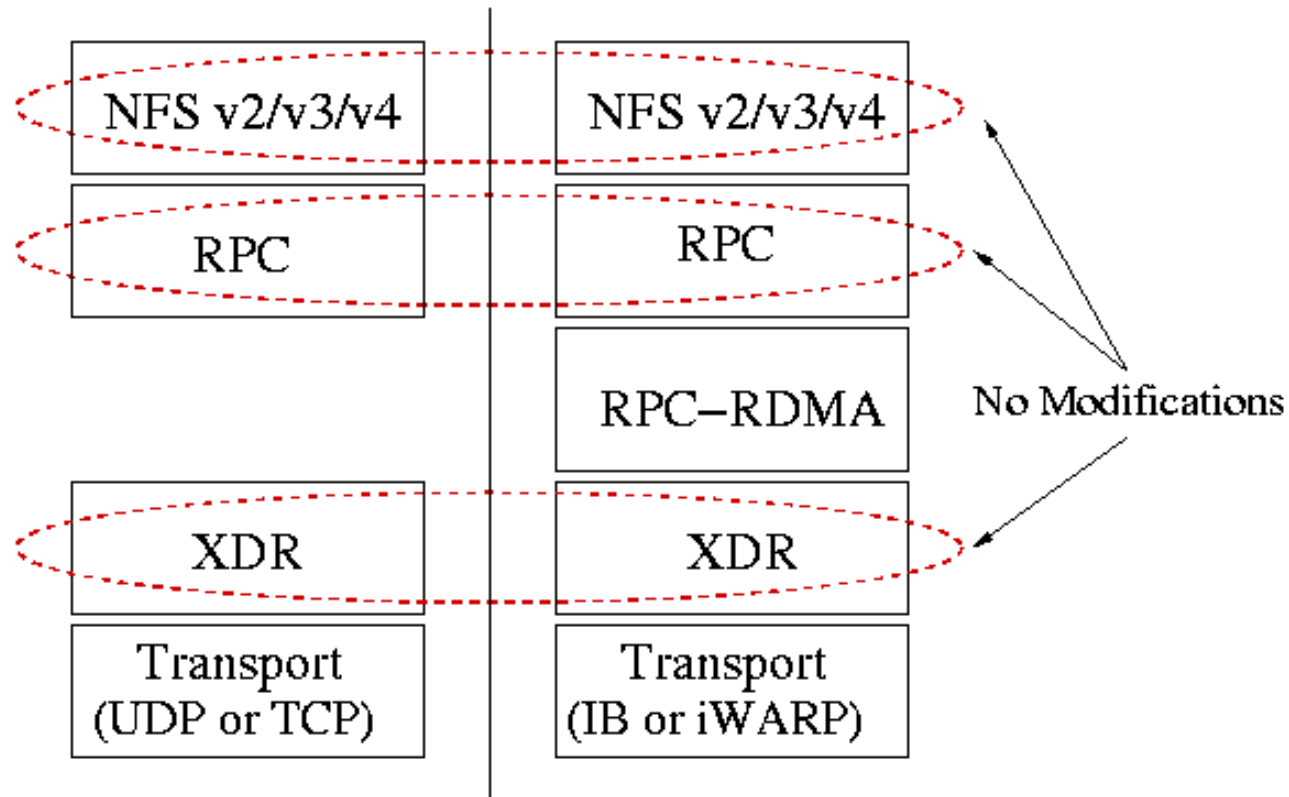 NFS v2/v3/v4
NFS v2/v3/v4
RPC
RPC
RPC–RDMA
No Modifications
XDR
XDR
Transport
(UDP or TCP)
Transport
(IB or iWARP)